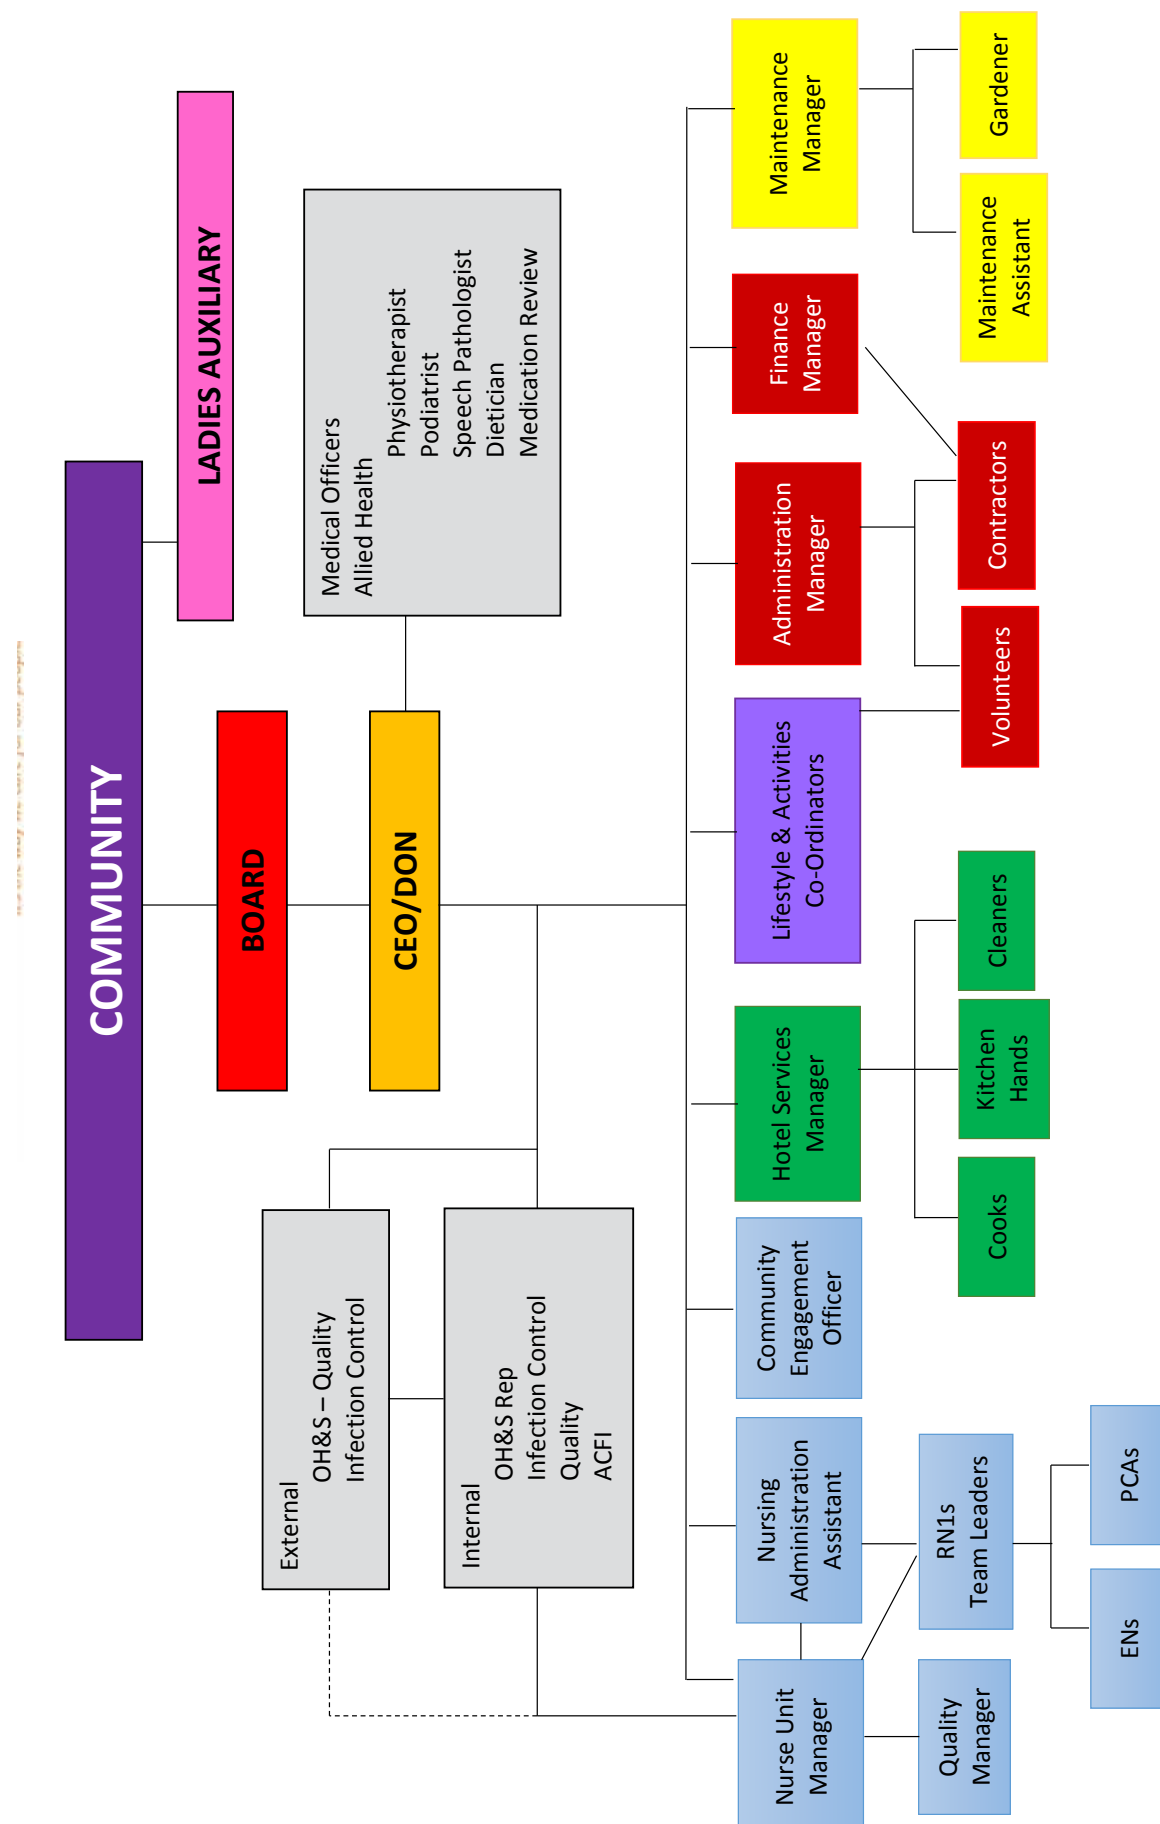 COMMUNITY
LADIES AUXILIARY
BOARD
CEO/DON
Medical Officers
Allied Health
Physiotherapist
Podiatrist
Speech Pathologist
Dietician
Medication Review
External
OH&S – Quality
Infection Control
Internal
OH&S Rep
Infection Control
Quality
ACFI
Nurse Unit
Manager
Nursing
Administration
Assistant
Community
Engagement
Officer
Hotel Services
Manager
Lifestyle & Activities
Co-Ordinators
Administration
Manager
Finance
Manager
Maintenance
Manager
Quality
Manager
RN1s
Team Leaders
Cooks
Kitchen
Hands
Cleaners
Volunteers
Contractors
Maintenance
Assistant
Gardener
ENs
PCAs